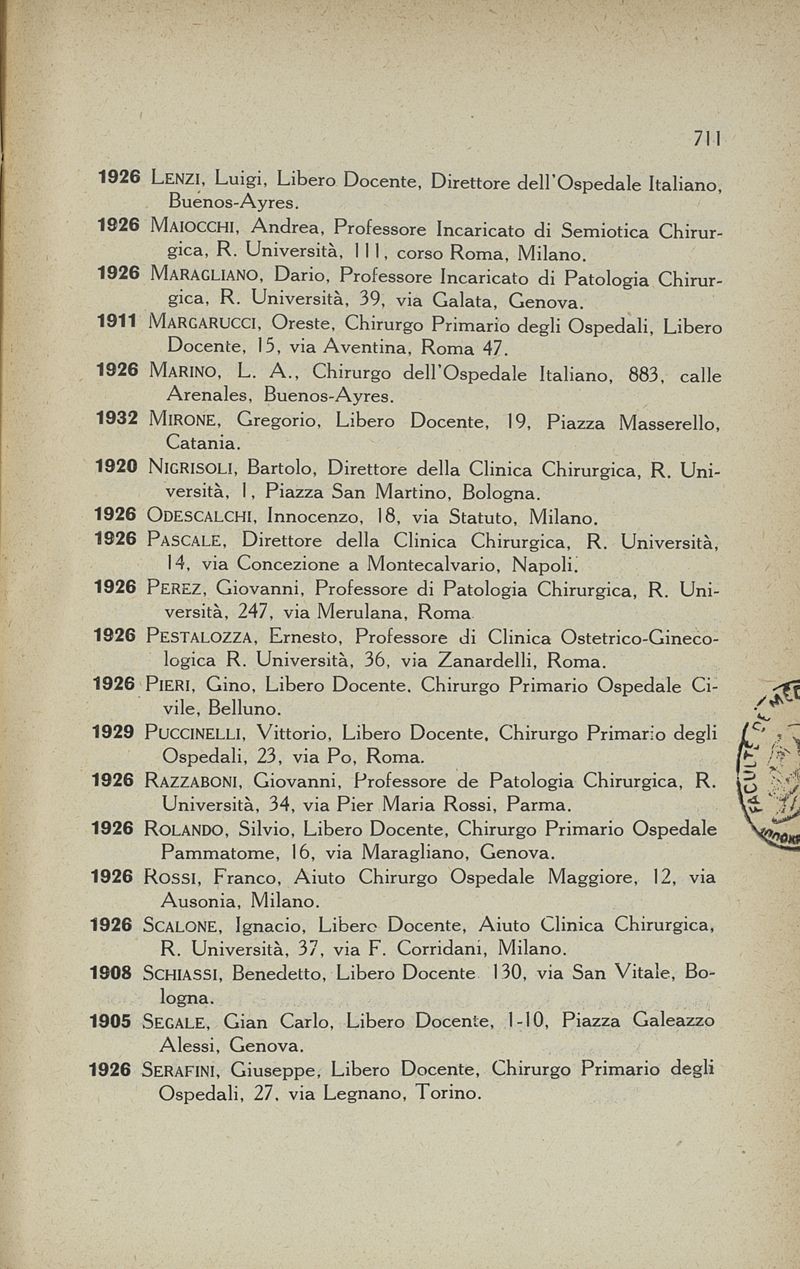 711
1926 LENZI, Luigi, Libero Docente, Direttore dell'Ospedale Italiano,
Buenos-Ayres.
1926 MAIOCCHI, Andrea, Professore Incaricato di Semiotica Chirur-
gica, R. Università, 111, corso Roma, Milano.
1926 MARAGLIANO, Dario, Professore Incaricato di Patologia Chirur-
gica, R. Università, 39, via Galata, Genova.
1911 MARGARUCCI, Oreste, Chirurgo Primario degli Ospedali, Libero
Docente, 15, via Aventina, Roma 47.
1926 MARINO, L. A., Chirurgo dell'Ospedale Italiano, 883, calle
Arenales, Buenos-Ayres.
1932 MIRONE, Gregorio, Libero Docente, 19, Piazza Masserello,
Catania.
1920 NIGRISOLI, Bartolo, Direttore della Clinica Chirurgica, R. Uni-
versità, 1, Piazza San Martino, Bologna.
1926 ODESCALCHI, Innocenzo, 18, via Statuto, Milano.
1926 PASCALE, Direttore della Clinica Chirurgica, R. Università,
14, via Concezione a Montecalvario, Napoli.
1926 PEREZ, Giovanni, Professore di Patologia Chirurgica, R. Uni-
versità, 247, via Merulana, Roma
1926 PESTALOZZA, Ernesto, Professore di Clinica Ostetrico-Gineco-
logica R. Università, 36, via Zanardelli, Roma.
1926 PIERI, Gino, Libero Docente. Chirurgo Primario Ospedale Ci-
vile, Belluno.
1929 PUCCINELLI, Vittorio, Libero Docente, Chirurgo Primario degli
Ospedali, 23, via Po, Roma.
1926 RAZZABONI, Giovanni, Professore de Patologia Chirurgica, R.
Università, 34, via Pier Maria Rossi, Parma.
1926 ROLANDO, Silvio, Libero Docente, Chirurgo Primario Ospedale
Pammatome, 16, via Maragliano, Genova.
1926 ROSSI, Franco, Aiuto Chirurgo Ospedale Maggiore, 12, via
Ausonia, Milano.
1926 SCALONE, Ignacio, Libero Docente, Aiuto Clinica Chirurgica,
R. Università, 37, via F. Corridani, Milano.
1908 SCHIASSI, Benedetto, Libero Docente 130, via San Vitale, Bo-
logna.
1905 SEGALE, Gian Carlo, Libero Docente, 1-10, Piazza Galeazzo
Alessi, Genova.
1926 SERAFINI, Giuseppe, Libero Docente, Chirurgo Primario degli
Ospedali, 27, via Legnano, Torino.